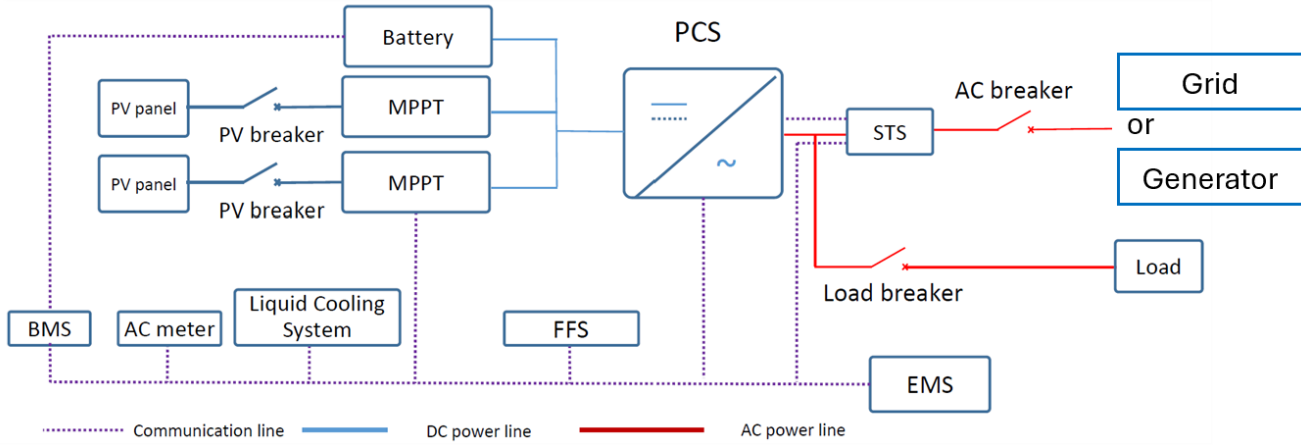 PCS
Battery
Grid
PV panel
MPPT
AC breaker
or
PV breaker
STS
PV panel
MPPT
~
Generator
PV breaker
Load
Load breaker
BMS
AC meter
Liquid Cooling
System
FFS
EMS
Communication line
DC power line
AC power line